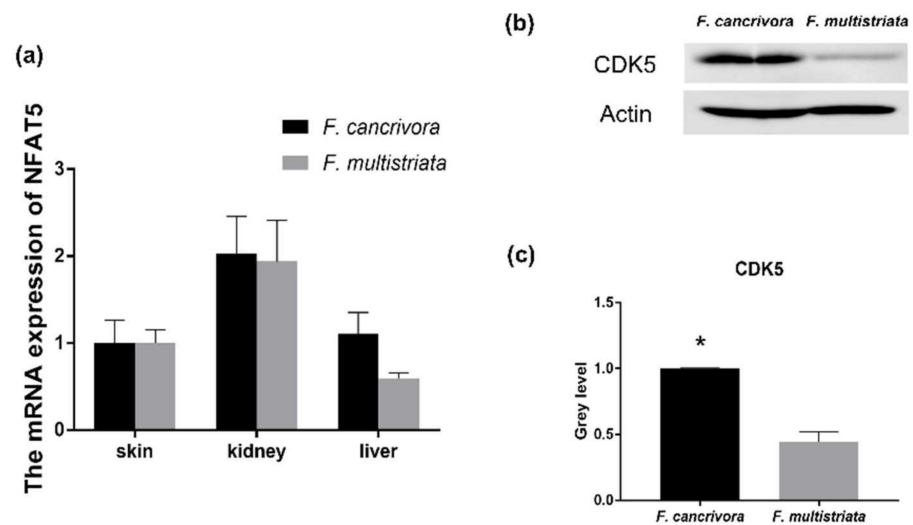 (a)
The mRNA expression of NFAT5
F. cancrivora
F. multistriata
3
2
1
0
skin kidney liver
(b)
F. cancrivora F. multistriata
CDK5
Actin
(c)
CDK5
Grey level
1.5
*
1.0
0.5
0.0
F. cancrivora F. multistriata